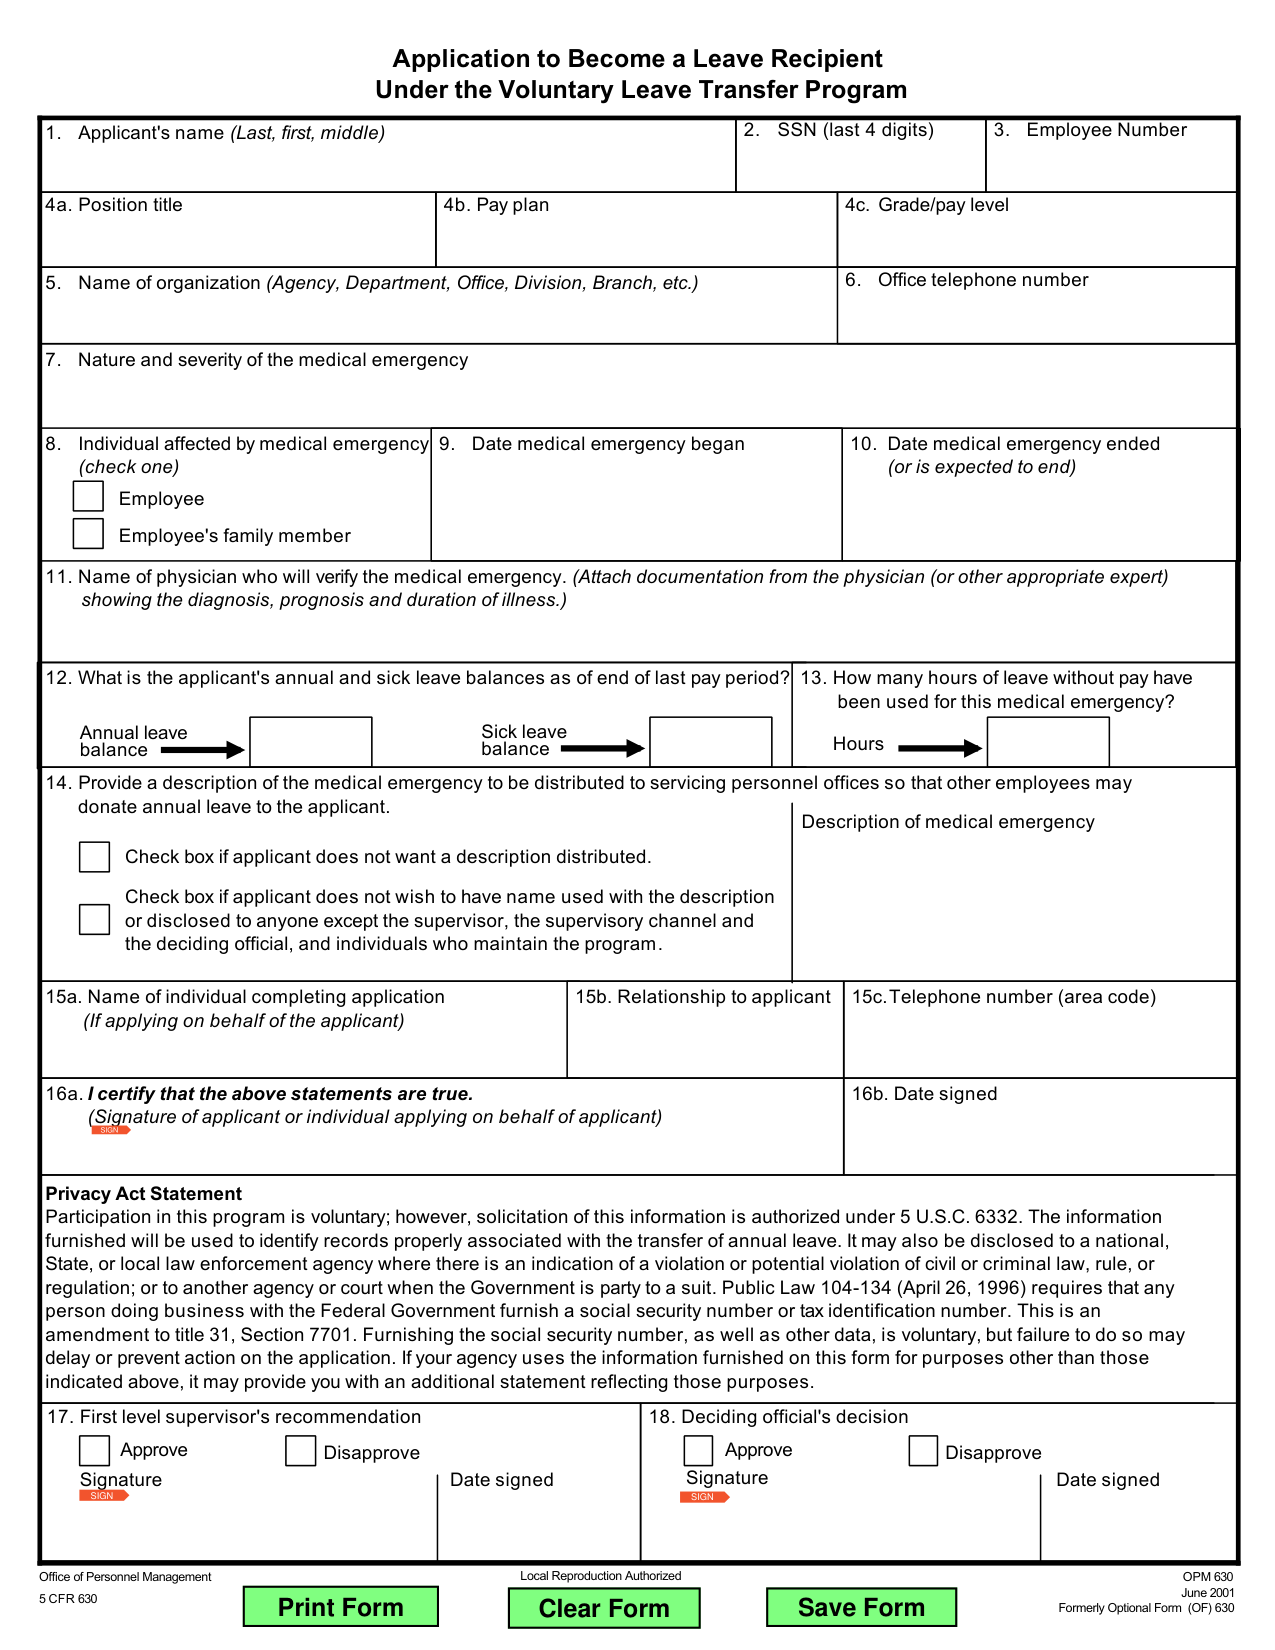 Application to Become a Leave Recipient
Under the Voluntary Leave Transfer Program
1. Applicant's name (Last, first, middle)
2. SSN (last 4 digits)
3. Employee Number
4a. Position title
4b. Pay plan
4c. Grade/pay level
5. Name of organization (Agency, Department, Office, Division, Branch, etc.)
6. Office telephone number
7. Nature and severity of the medical emergency
8. Individual affected by medical emergency
(check one)
Employee
Employee's family member
9. Date medical emergency began
10. Date medical emergency ended
(or is expected to end)
11. Name of physician who will verify the medical emergency. (Attach documentation from the physician (or other appropriate expert)
showing the diagnosis, prognosis and duration of illness.)
12. What is the applicant's annual and sick leave balances as of end of last pay period?
Annual leave
balance
Sick leave
balance
13. How many hours of leave without pay have
been used for this medical emergency?
Hours
14. Provide a description of the medical emergency to be distributed to servicing personnel offices so that other employees may
donate annual leave to the applicant.
Check box if applicant does not want a description distributed.
Check box if applicant does not wish to have name used with the description
or disclosed to anyone except the supervisor, the supervisory channel and
the deciding official, and individuals who maintain the program.
Description of medical emergency
15a. Name of individual completing application
(If applying on behalf of the applicant)
15b. Relationship to applicant
15c. Telephone number (area code)
16a. I certify that the above statements are true.
(Signature of applicant or individual applying on behalf of applicant)
SIGN
16b. Date signed
Privacy Act Statement
Participation in this program is voluntary; however, solicitation of this information is authorized under 5 U.S.C. 6332. The information
furnished will be used to identify records properly associated with the transfer of annual leave. It may also be disclosed to a national,
State, or local law enforcement agency where there is an indication of a violation or potential violation of civil or criminal law, rule, or
regulation; or to another agency or court when the Government is party to a suit. Public Law 104-134 (April 26, 1996) requires that any
person doing business with the Federal Government furnish a social security number or tax identification number. This is an
amendment to title 31, Section 7701. Furnishing the social security number, as well as other data, is voluntary, but failure to do so may
delay or prevent action on the application. If your agency uses the information furnished on this form for purposes other than those
indicated above, it may provide you with an additional statement reflecting those purposes.
17. First level supervisor's recommendation
Approve
Disapprove
Signature
SIGN
Date signed
18. Deciding official's decision
Approve
Disapprove
Signature
SIGN
Date signed
Office of Personnel Management
5 CFR 630
Local Reproduction Authorized
OPM 630
June 2001
Formerly Optional Form (OF) 630
Print Form
Clear Form
Save Form